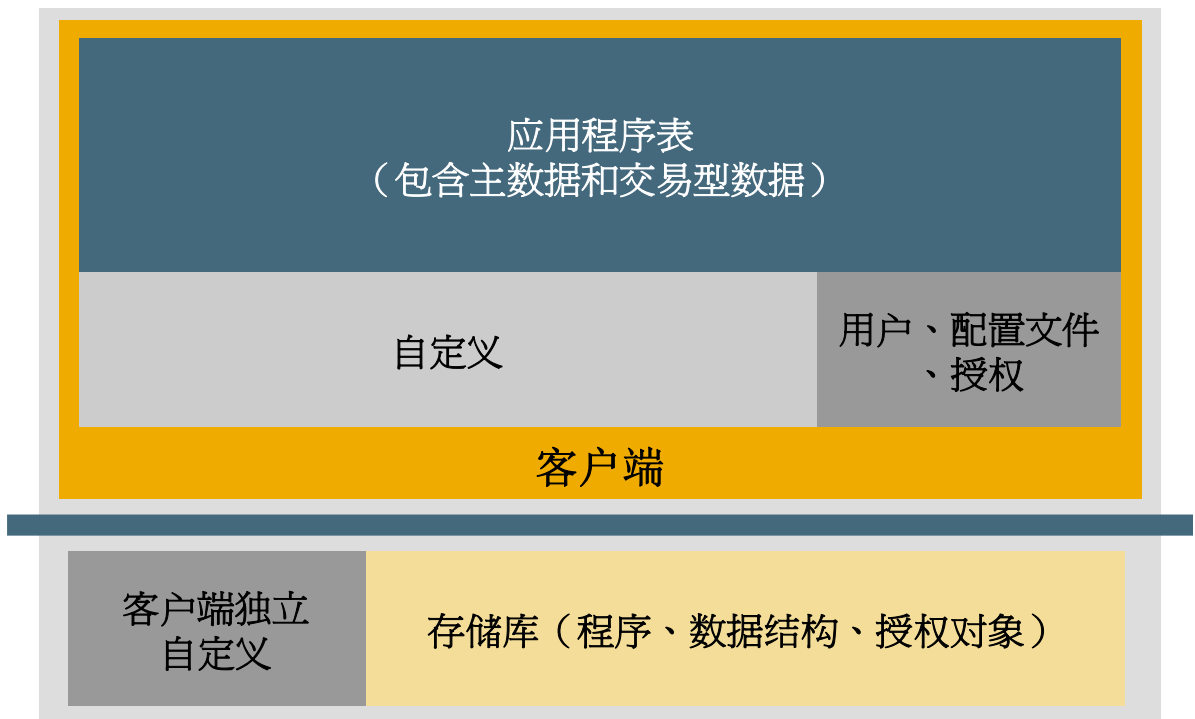 应用程序表
（包含主数据和交易型数据）
自定义
用户、配置文件
、授权
客户端
客户端独立
自定义
存储库（程序、数据结构、授权对象）